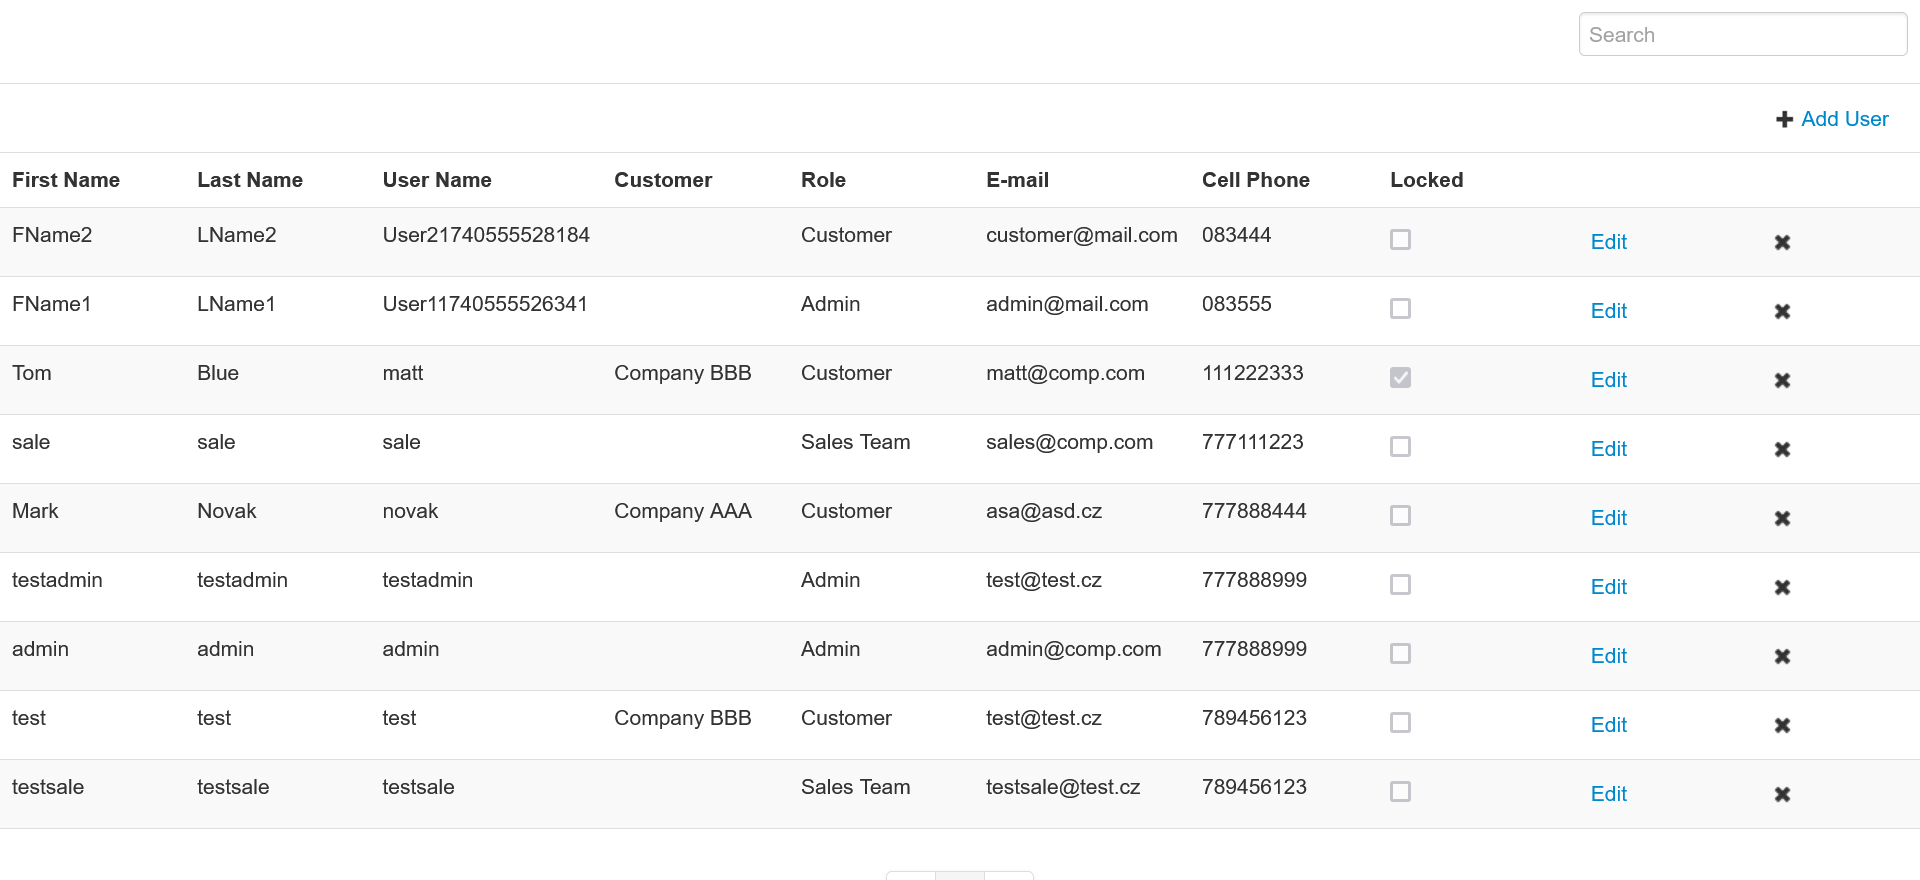 Search
Add User
First Name Last Name User Name Customer Role E-mail Cell Phone Locked
FName2 LName2 User21740555528184 Customer customer@mail.com 083444 Edit
FName1 LName1 User11740555526341 Admin admin@mail.com 083555 Edit
Tom Blue matt Company BBB Customer matt@comp.com 111222333 Edit
sale sale sale Sales Team sales@comp.com 777111223 Edit
Mark Novak novak Company AAA Customer asa@asd.cz 777888444 Edit
testadmin testadmin testadmin Admin test@test.cz 777888999 Edit
admin admin admin Admin admin@comp.com 777888999 Edit
test test test Company BBB Customer test@test.cz 789456123 Edit
testsale testsale testsale Sales Team testsale@test.cz 789456123 Edit